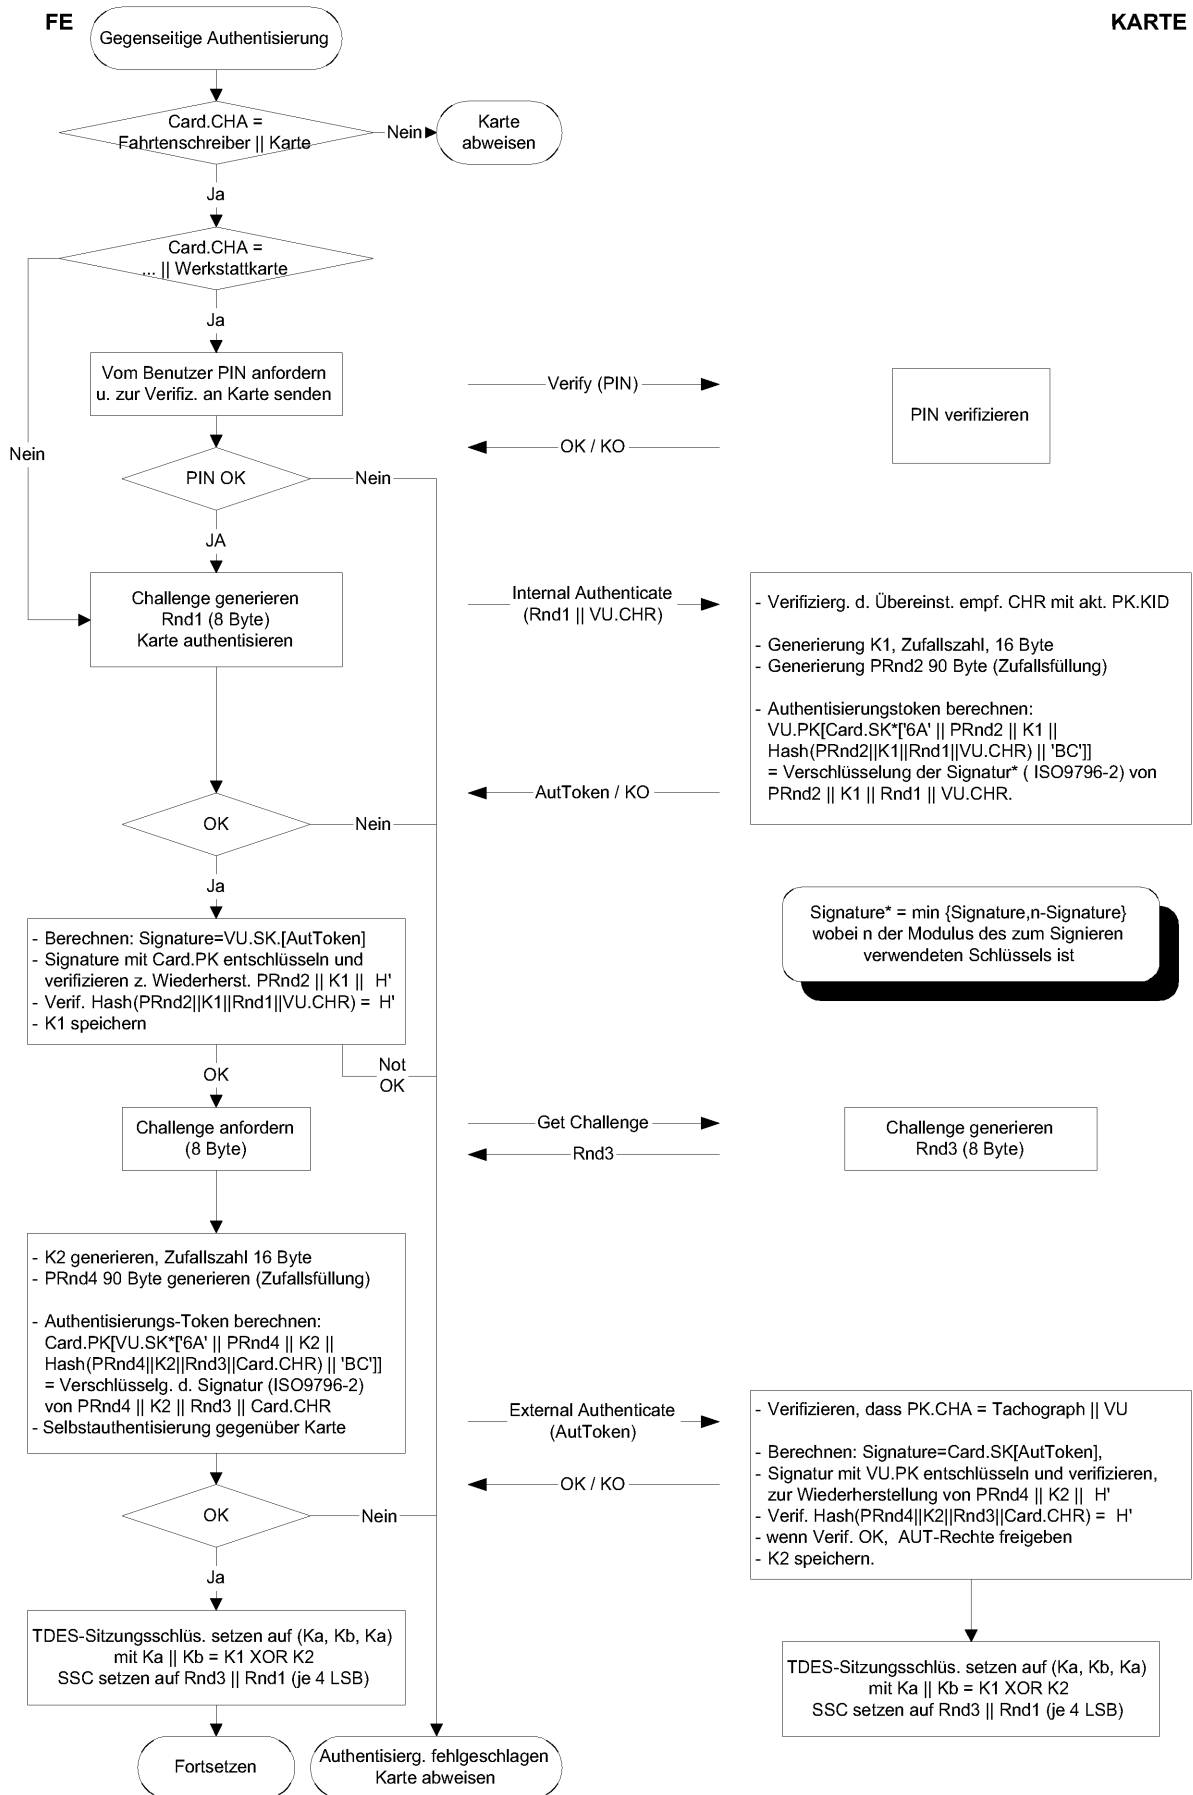 FE
KARTE
Gegenseitige Authentisierung
Card.CHA =
Fahrtenschreiber || Karte
Nein
Karte
abweisen
Ja
Card.CHA =
... || Werkstattkarte
Ja
Vom Benutzer PIN anfordern
u. zur Verifiz. an Karte senden
Verify (PIN)
PIN verifizieren
OK / KO
Nein
PIN OK
Nein
JA
Challenge generieren
Rnd1 (8 Byte)
Karte authentisieren
Internal Authenticate
(Rnd1 || VU.CHR)
- Verifizierg. d. Übereinst. empf. CHR mit akt. PK.KID
- Generierung K1, Zufallszahl, 16 Byte
- Generierung PRnd2 90 Byte (Zufallsfüllung)
- Authentisierungstoken berechnen:
VU.PK[Card.SK*['6A' || PRnd2 || K1 ||
Hash(PRnd2||K1||Rnd1||VU.CHR) || 'BC']]
= Verschlüsselung der Signatur* ( ISO9796-2) von
PRnd2 || K1 || Rnd1 || VU.CHR.
AutToken / KO
OK
Nein
Ja
Signature* = min {Signature,n-Signature}
wobei n der Modulus des zum Signieren
verwendeten Schlüssels ist
- Berechnen: Signature=VU.SK.[AutToken]
- Signature mit Card.PK entschlüsseln und
verifizieren z. Wiederherst. PRnd2 || K1 || H'
- Verif. Hash(PRnd2||K1||Rnd1||VU.CHR) = H'
- K1 speichern
OK
Not
OK
Challenge anfordern
(8 Byte)
Get Challenge
Rnd3
Challenge generieren
Rnd3 (8 Byte)
- K2 generieren, Zufallszahl 16 Byte
- PRnd4 90 Byte generieren (Zufallsfüllung)
- Authentisierungs-Token berechnen:
Card.PK[VU.SK*['6A' || PRnd4 || K2 ||
Hash(PRnd4||K2||Rnd3||Card.CHR) || 'BC']]
= Verschlüsselg. d. Signatur (ISO9796-2)
von PRnd4 || K2 || Rnd3 || Card.CHR
- Selbstauthentisierung gegenüber Karte
External Authenticate
(AutToken)
- Verifizieren, dass PK.CHA = Tachograph || VU
- Berechnen: Signature=Card.SK[AutToken],
- Signatur mit VU.PK entschlüsseln und verifizieren,
zur Wiederherstellung von PRnd4 || K2 || H'
- Verif. Hash(PRnd4||K2||Rnd3||Card.CHR) = H'
- wenn Verif. OK, AUT-Rechte freigeben
- K2 speichern.
OK / KO
OK
Nein
Ja
TDES-Sitzungsschlüs. setzen auf (Ka, Kb, Ka)
mit Ka || Kb = K1 XOR K2
SSC setzen auf Rnd3 || Rnd1 (je 4 LSB)
TDES-Sitzungsschlüs. setzen auf (Ka, Kb, Ka)
mit Ka || Kb = K1 XOR K2
SSC setzen auf Rnd3 || Rnd1 (je 4 LSB)
Fortsetzen
Authentisierg. fehlgeschlagen
Karte abweisen